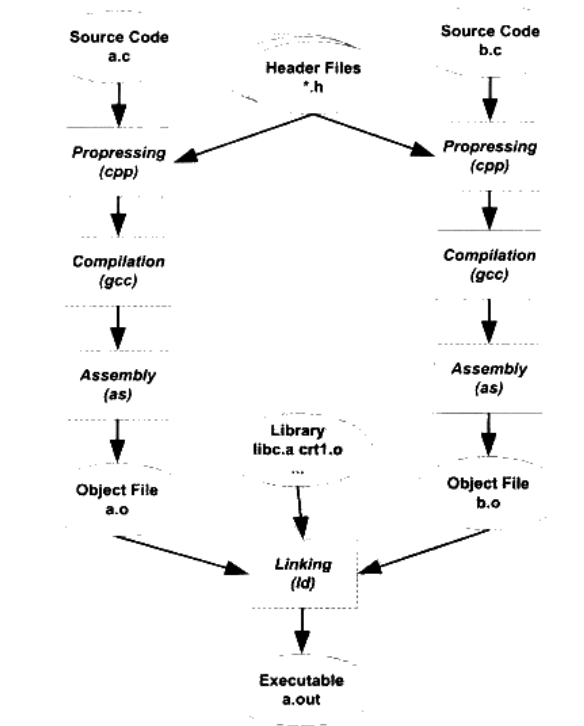 Source Code
a.c
Header Files
*.h
Source Code
b.c
Propressing
(cpp)
Propressing
(cpp)
Compilation
(gcc)
Compilation
(gcc)
Assembly
(as)
Assembly
(as)
Library
libc.a crt1.o
...
Object File
a.o
Object File
b.o
Linking
(ld)
Executable
a.out